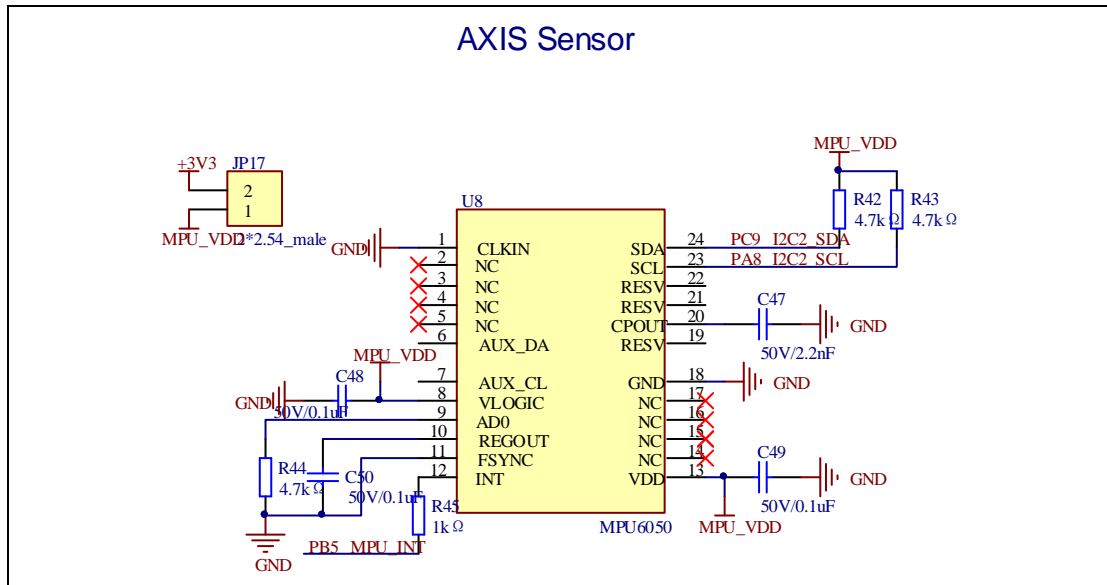 AXIS Sensor
+3V3
JP17
2
1
MPU_VDD
2*2.54_male
U8
MPU6050
GND
1
CLKIN
2
NC
3
NC
4
NC
5
NC
6
AUX_DA
7
AUX_CL
8
VLOGIC
9
AD0
10
REGOUT
11
FSYNC
12
INT
24
SDA
23
SCL
22
RESV
21
RESV
20
CPOUT
19
RESV
18
GND
17
NC
16
NC
15
NC
14
NC
13
VDD
MPU_VDD
R42
4.7kΩ
R43
4.7kΩ
PC9 I2C2_SDA
PA8 I2C2_SCL
C47
50V/2.2nF
GND
GND
C49
50V/0.1uF
GND
MPU_VDD
MPU_VDD
C48
GND
50V/0.1uF
R44
4.7kΩ
C50
50V/0.1uF
R45
1kΩ
PB5 MPU_INT
GND